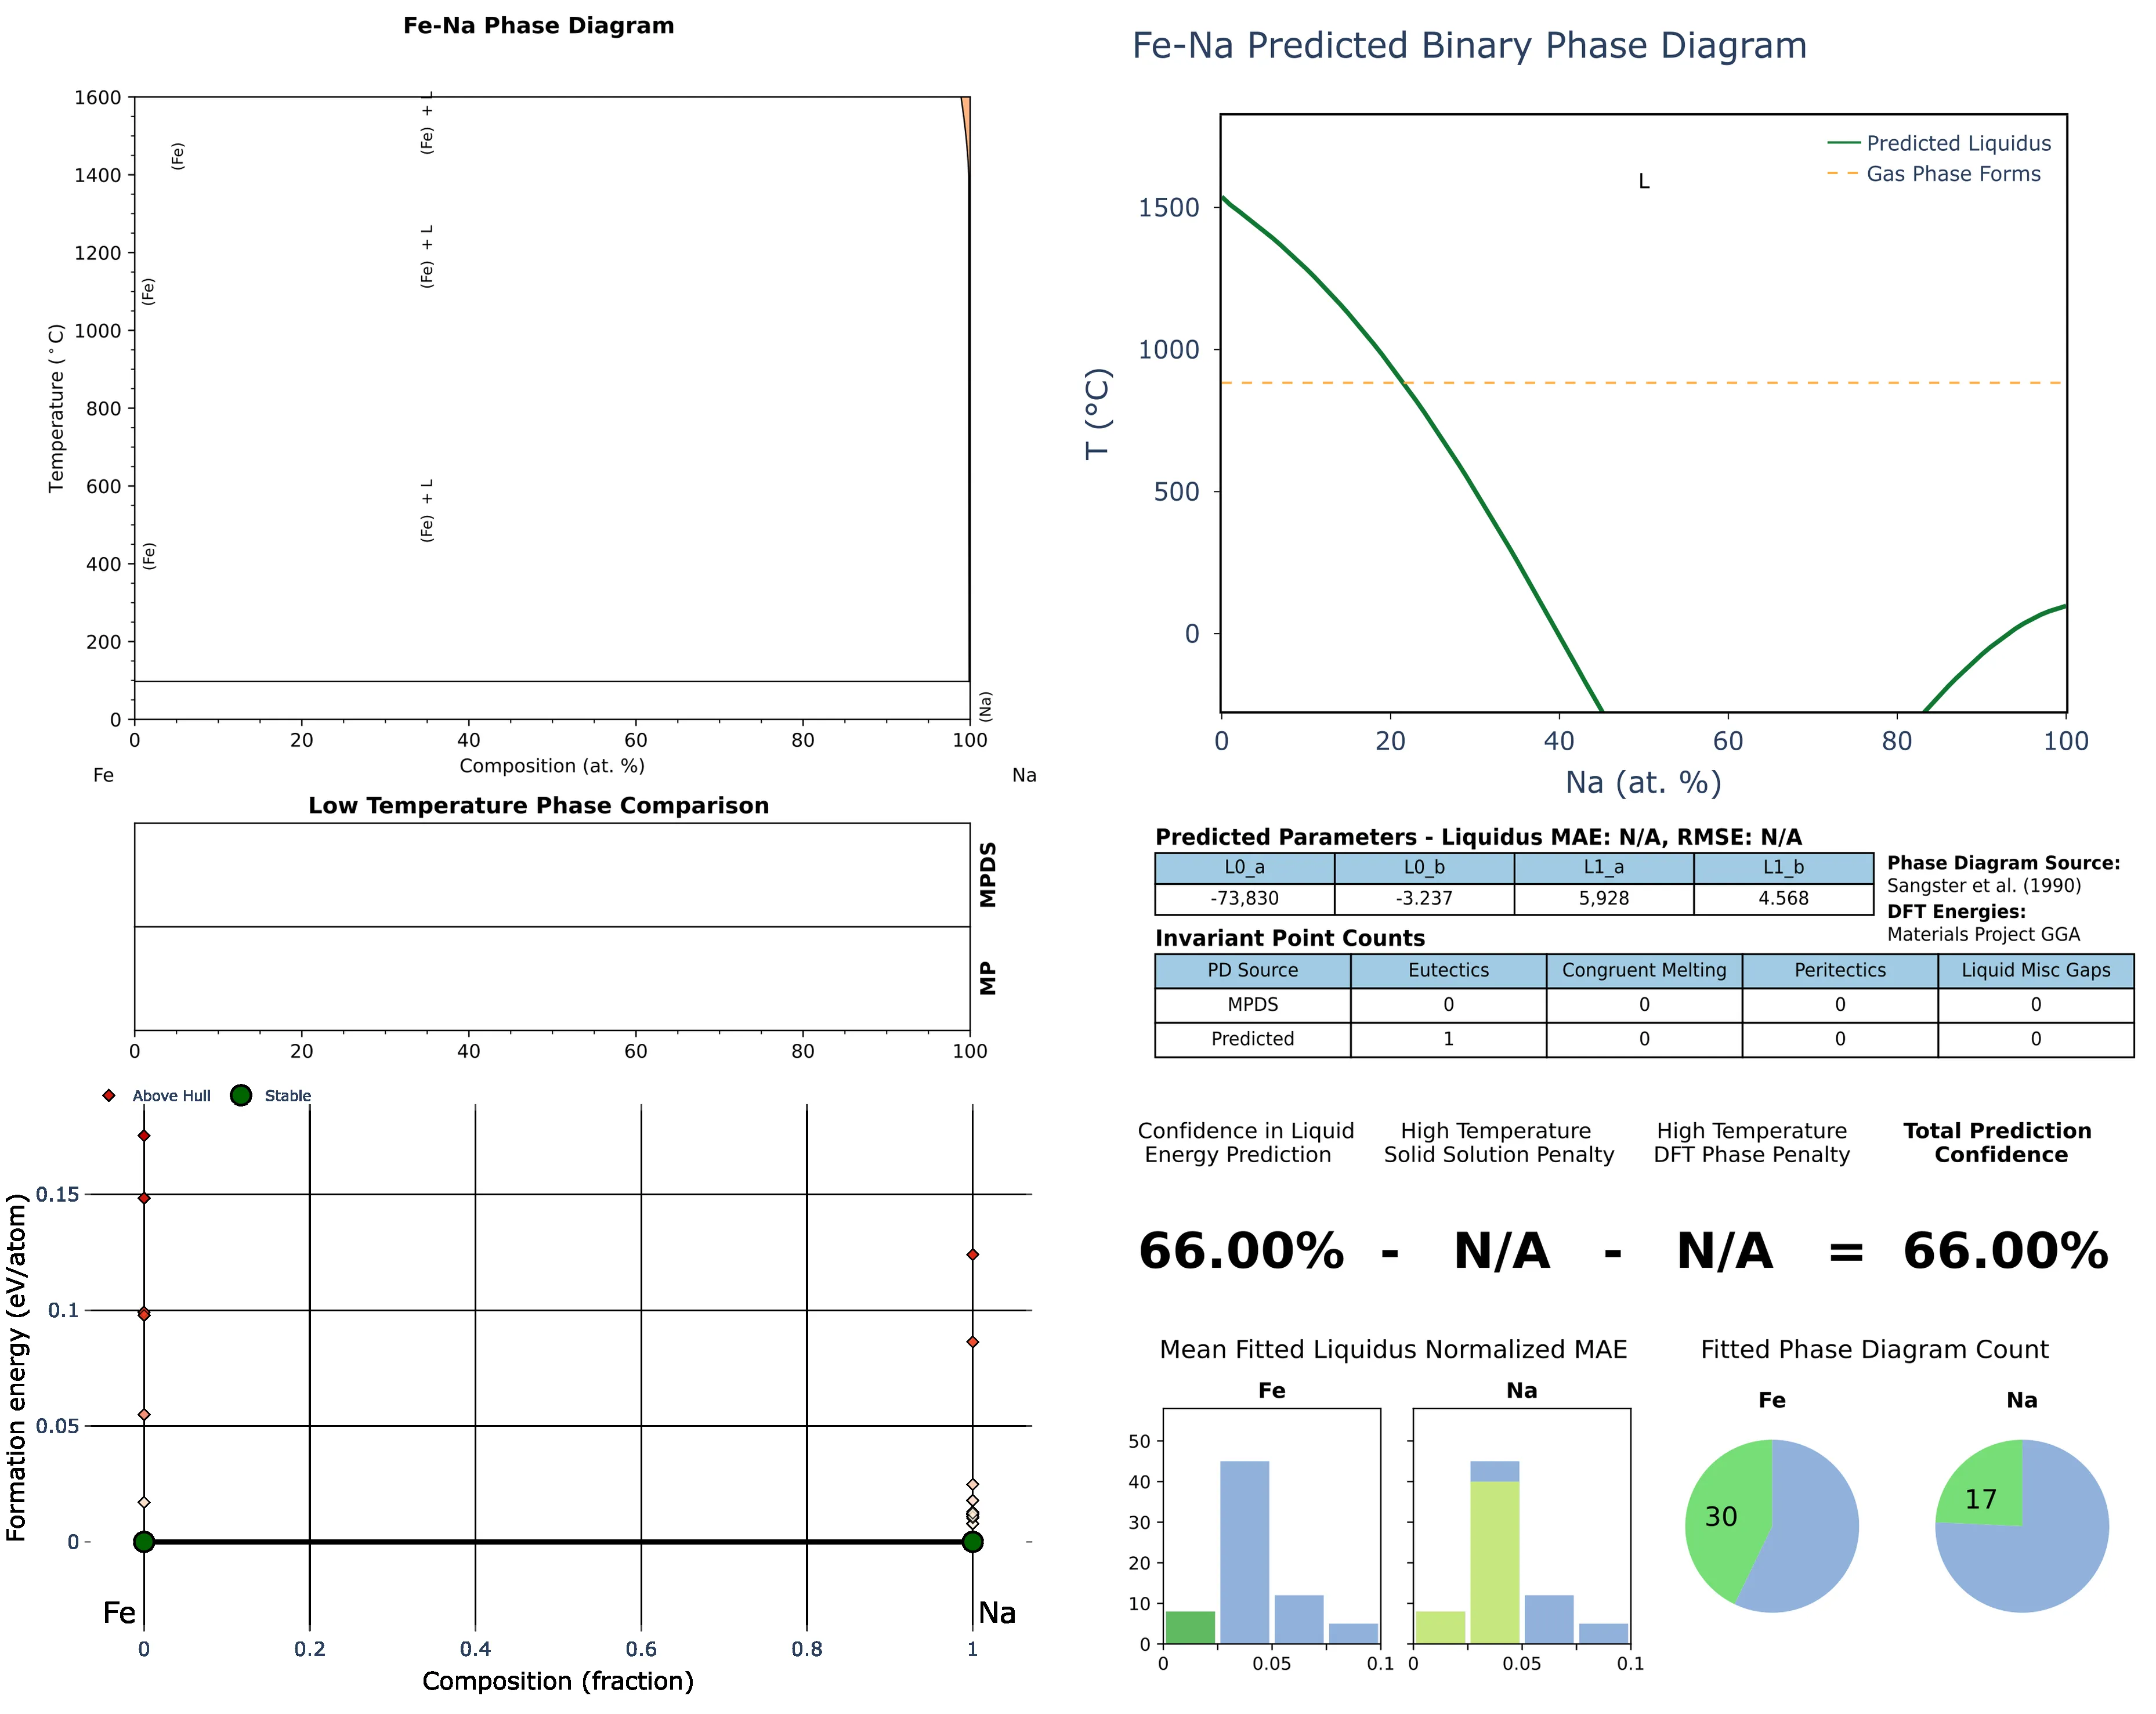 Fe-Na Phase Diagram
1600
1400
1200
1000
800
600
400
200
0
Temperature (°C)
(Fe)
(Fe)
(Fe)
(Fe) + L
(Fe) + L
(Fe) + L
(Na)
0 20 40 60 80 100
Composition (at. %)
Fe Na
Low Temperature Phase Comparison
MPDS
MP
0 20 40 60 80 100
Above Hull Stable
0.15
0.1
0.05
0
Formation energy (eV/atom)
Fe Na
0 0.2 0.4 0.6 0.8 1
Composition (fraction)
Fe-Na Predicted Binary Phase Diagram
Predicted Liquidus
Gas Phase Forms
L
1500
1000
500
0
T (°C)
0 20 40 60 80 100
Na (at. %)
Predicted Parameters - Liquidus MAE: N/A, RMSE: N/A
L0_a L0_b L1_a L1_b
-73,830 -3.237 5,928 4.568
Phase Diagram Source:
Sangster et al. (1990)
DFT Energies:
Materials Project GGA
Invariant Point Counts
PD Source Eutectics Congruent Melting Peritectics Liquid Misc Gaps
MPDS 0 0 0 0
Predicted 1 0 0 0
Confidence in Liquid
Energy Prediction
High Temperature
Solid Solution Penalty
High Temperature
DFT Phase Penalty
Total Prediction
Confidence
66.00% - N/A - N/A = 66.00%
Mean Fitted Liquidus Normalized MAE
Fe Na
50
40
30
20
10
0
0 0.05 0.1 0 0.05 0.1
Fitted Phase Diagram Count
Fe Na
30 17